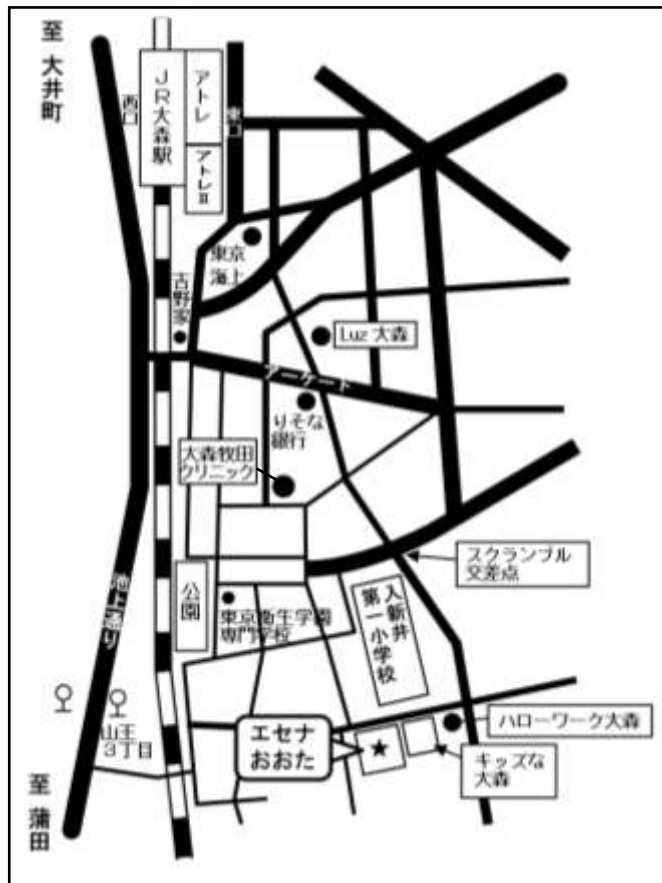 至 大井町
西口
JR大森駅
アトレ
アトレⅡ
東口
東京
海上
吉野家
Luz 大森
アーケード
りそな
銀行
大森牧田
クリニック
スクランブル
交差点
池上通り
公園
東京衛生学園
専門学校
入新井
第一小学校
山王
3丁目
エセナ
おおた
★
ハローワーク大森
キッズな
大森
至 蒲田